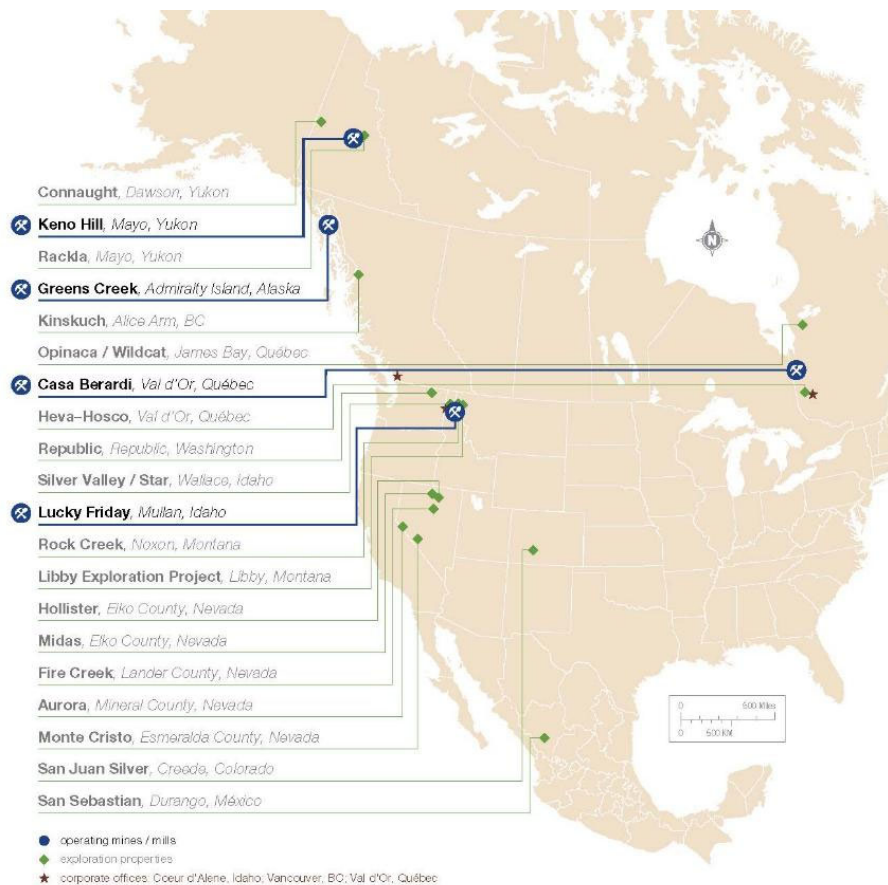 Connaught, Dawson, Yukon
Keno Hill, Mayo, Yukon
Rackla, Mayo, Yukon
Greens Creek, Admiralty Island, Alaska
Kinskuch, Alice Arm, BC
Opinaca / Wildcat, James Bay, Québec
Casa Berardi, Val d'Or, Québec
Heva–Hosco, Val d'Or, Québec
Republic, Republic, Washington
Silver Valley / Star, Wallace, Idaho
Lucky Friday, Mullan, Idaho
Rock Creek, Noxon, Montana
Libby Exploration Project, Libby, Montana
Hollister, Elko County, Nevada
Midas, Elko County, Nevada
Fire Creek, Lander County, Nevada
Aurora, Mineral County, Nevada
Monte Cristo, Esmeralda County, Nevada
San Juan Silver, Creede, Colorado
San Sebastian, Durango, México
N
0 500 Miles
0 500 KM
operating mines / mills
exploration properties
corporate offices: Coeur d'Alene, Idaho; Vancouver, BC; Val d'Or, Québec